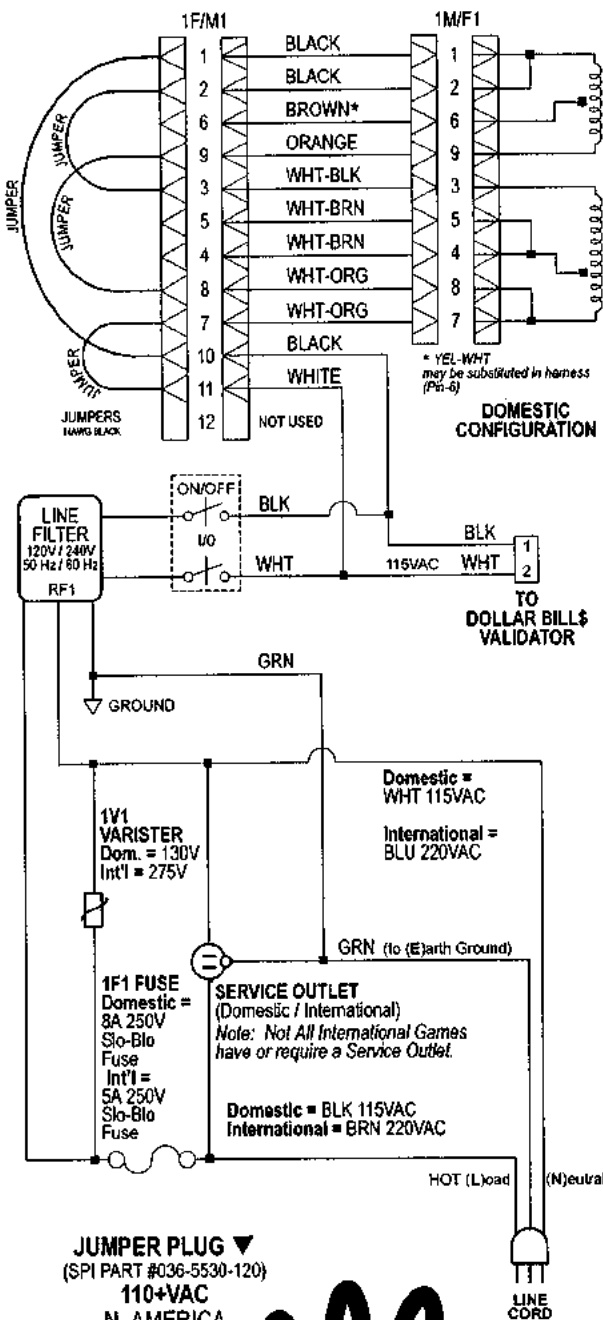 1F/M1
1M/F1
1
BLACK
1
2
BLACK
2
6
BROWN*
6
9
ORANGE
9
3
WHT-BLK
3
5
WHT-BRN
5
4
WHT-BRN
4
8
WHT-ORG
8
7
WHT-ORG
7
10
BLACK
11
WHITE
12
NOT USED
JUMPER
JUMPER
JUMPER
JUMPER
JUMPERS
* YEL-WHT
may be substituted in harness
(Pin-6)
DOMESTIC
CONFIGURATION
LINE
FILTER
120V / 240V
50 Hz / 60 Hz
RF1
ON/OFF
I/O
BLK
WHT
115VAC
BLK
WHT
1
2
TO
DOLLAR BILL$
VALIDATOR
GRN
GROUND
Domestic =
WHT 115VAC
International =
BLU 220VAC
1V1
VARISTER
Dom. = 130V
Int'l = 275V
GRN (to (E)arth Ground)
1F1 FUSE
Domestic =
8A 250V
Slo-Blo
Fuse
Int'l =
5A 250V
Slo-Blo
Fuse
SERVICE OUTLET
(Domestic / International)
Note: Not All International Games
have or require a Service Outlet.
Domestic = BLK 115VAC
International = BRN 220VAC
HOT (L)oad
(N)eutral
LINE
CORD
JUMPER PLUG ▼
(SPI PART #036-5530-120)
110+VAC
N. AMERICA